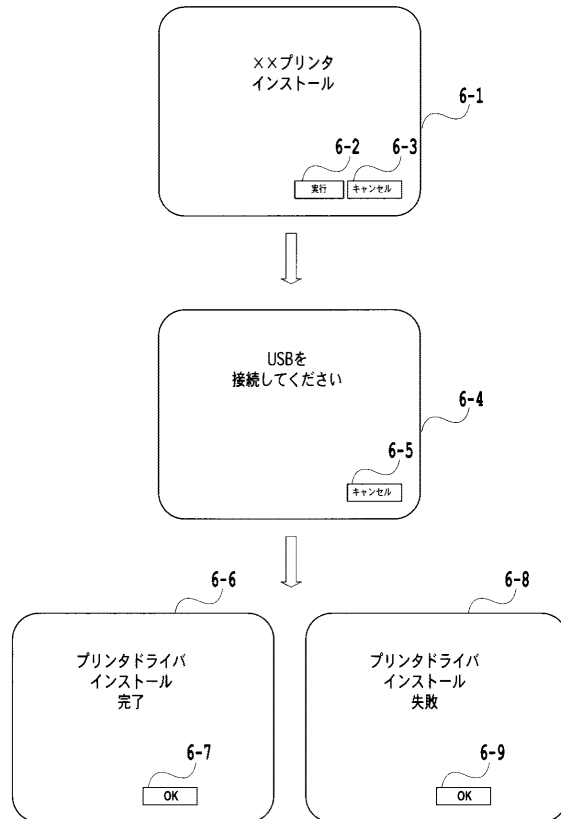 ××プリンタ
インストール
6-1
6-2
6-3
実行
キャンセル
USBを
接続してください
6-4
6-5
キャンセル
6-6
プリンタドライバ
インストール
完了
6-7
OK
6-8
プリンタドライバ
インストール
失敗
6-9
OK